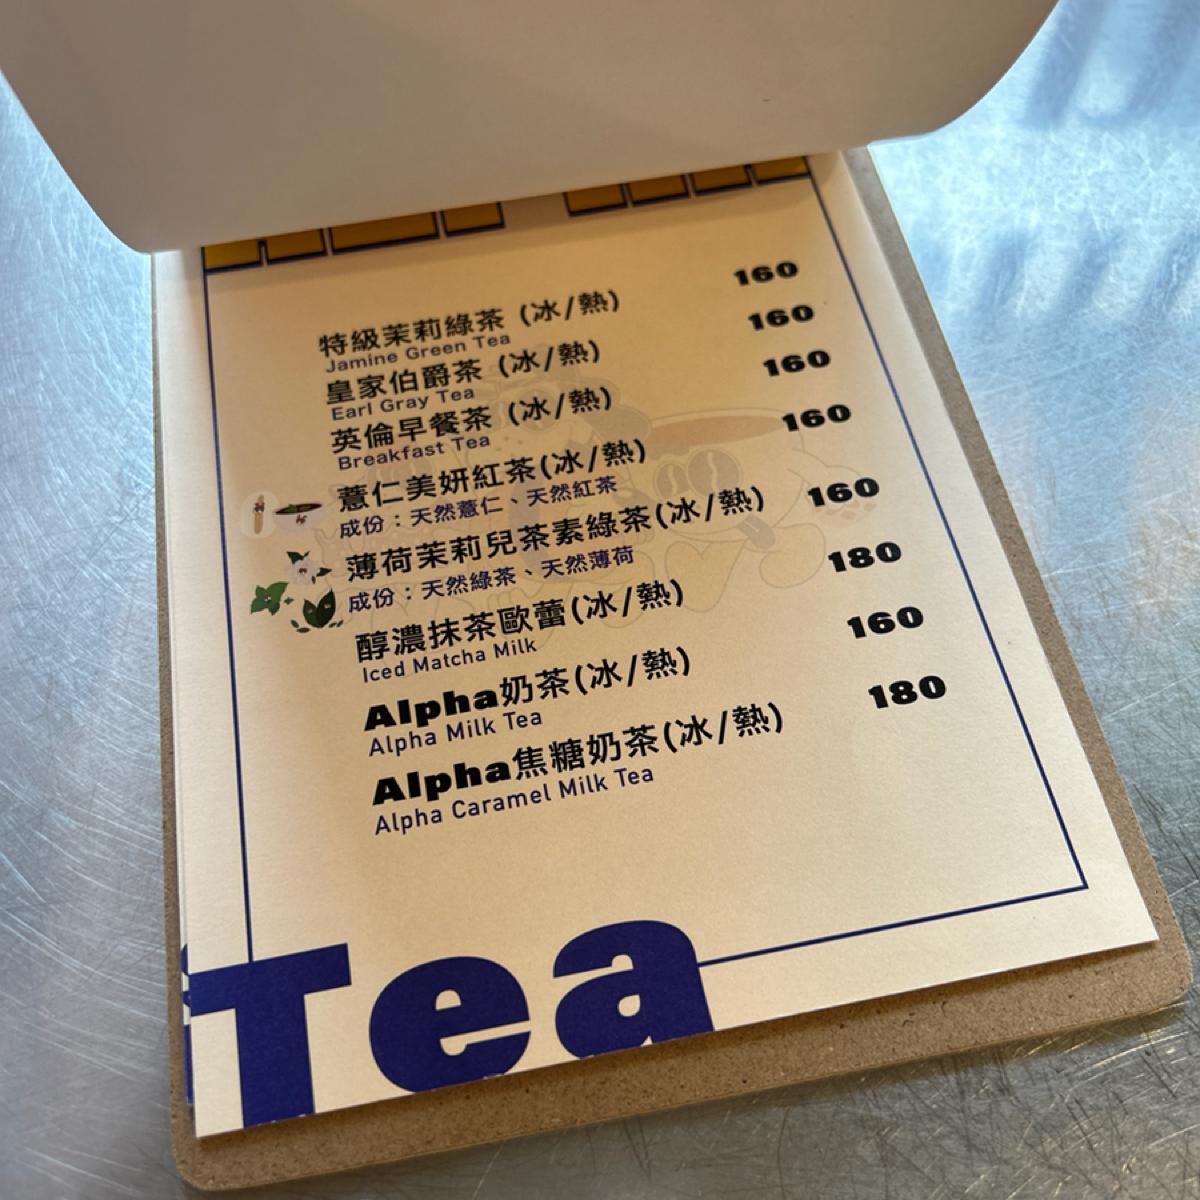 特級茉莉綠茶 (冰/熱) 160
Jamine Green Tea
皇家伯爵茶 (冰/熱) 160
Earl Gray Tea
英倫早餐茶 (冰/熱) 160
Breakfast Tea
薏仁美妍紅茶(冰/熱) 160
成份：天然薏仁、天然紅茶
薄荷茉莉兒茶素綠茶(冰/熱) 160
成份：天然綠茶、天然薄荷
醇濃抹茶歐蕾(冰/熱) 180
Iced Matcha Milk
Alpha奶茶(冰/熱) 160
Alpha Milk Tea
Alpha焦糖奶茶(冰/熱) 180
Alpha Caramel Milk Tea
Tea